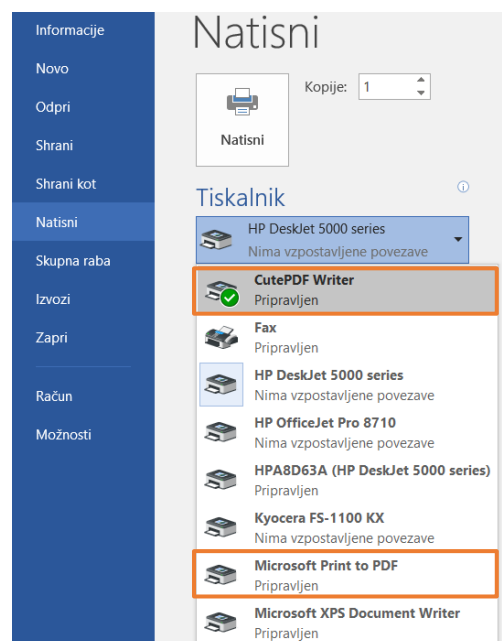 Informacije
Novo
Odpri
Shrani
Shrani kot
Natisni
Skupna raba
Izvozi
Zapri
Račun
Možnosti
Natisni
Kopije: 1
Natisni
Tiskalnik
HP DeskJet 5000 series
Nima vzpostavljene povezave
CutePDF Writer
Pripravljen
Fax
Pripravljen
HP DeskJet 5000 series
Nima vzpostavljene povezave
HP OfficeJet Pro 8710
Nima vzpostavljene povezave
HPA8D63A (HP DeskJet 5000 series)
Pripravljen
Kyocera FS-1100 KX
Nima vzpostavljene povezave
Microsoft Print to PDF
Pripravljen
Microsoft XPS Document Writer
Pripravljen